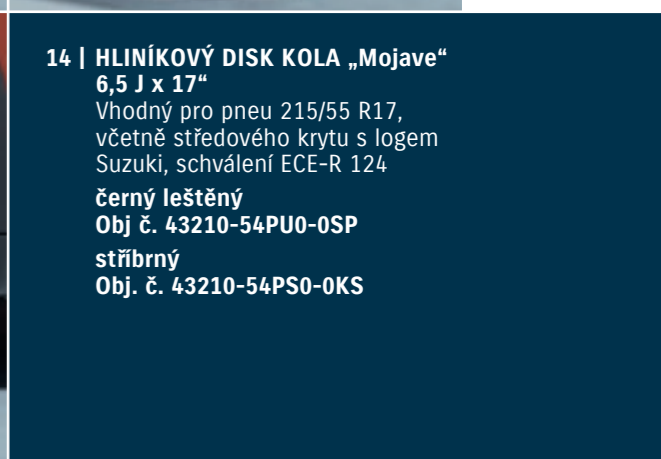 14 | HLINÍKOVÝ DISK KOLA „Mojave“
6,5 J x 17“
Vhodný pro pneu 215/55 R17,
včetně středového krytu s logem
Suzuki, schválení ECE-R 124
černý leštěný
Obj č. 43210-54PU0-0SP
stříbrný
Obj. č. 43210-54PS0-0KS